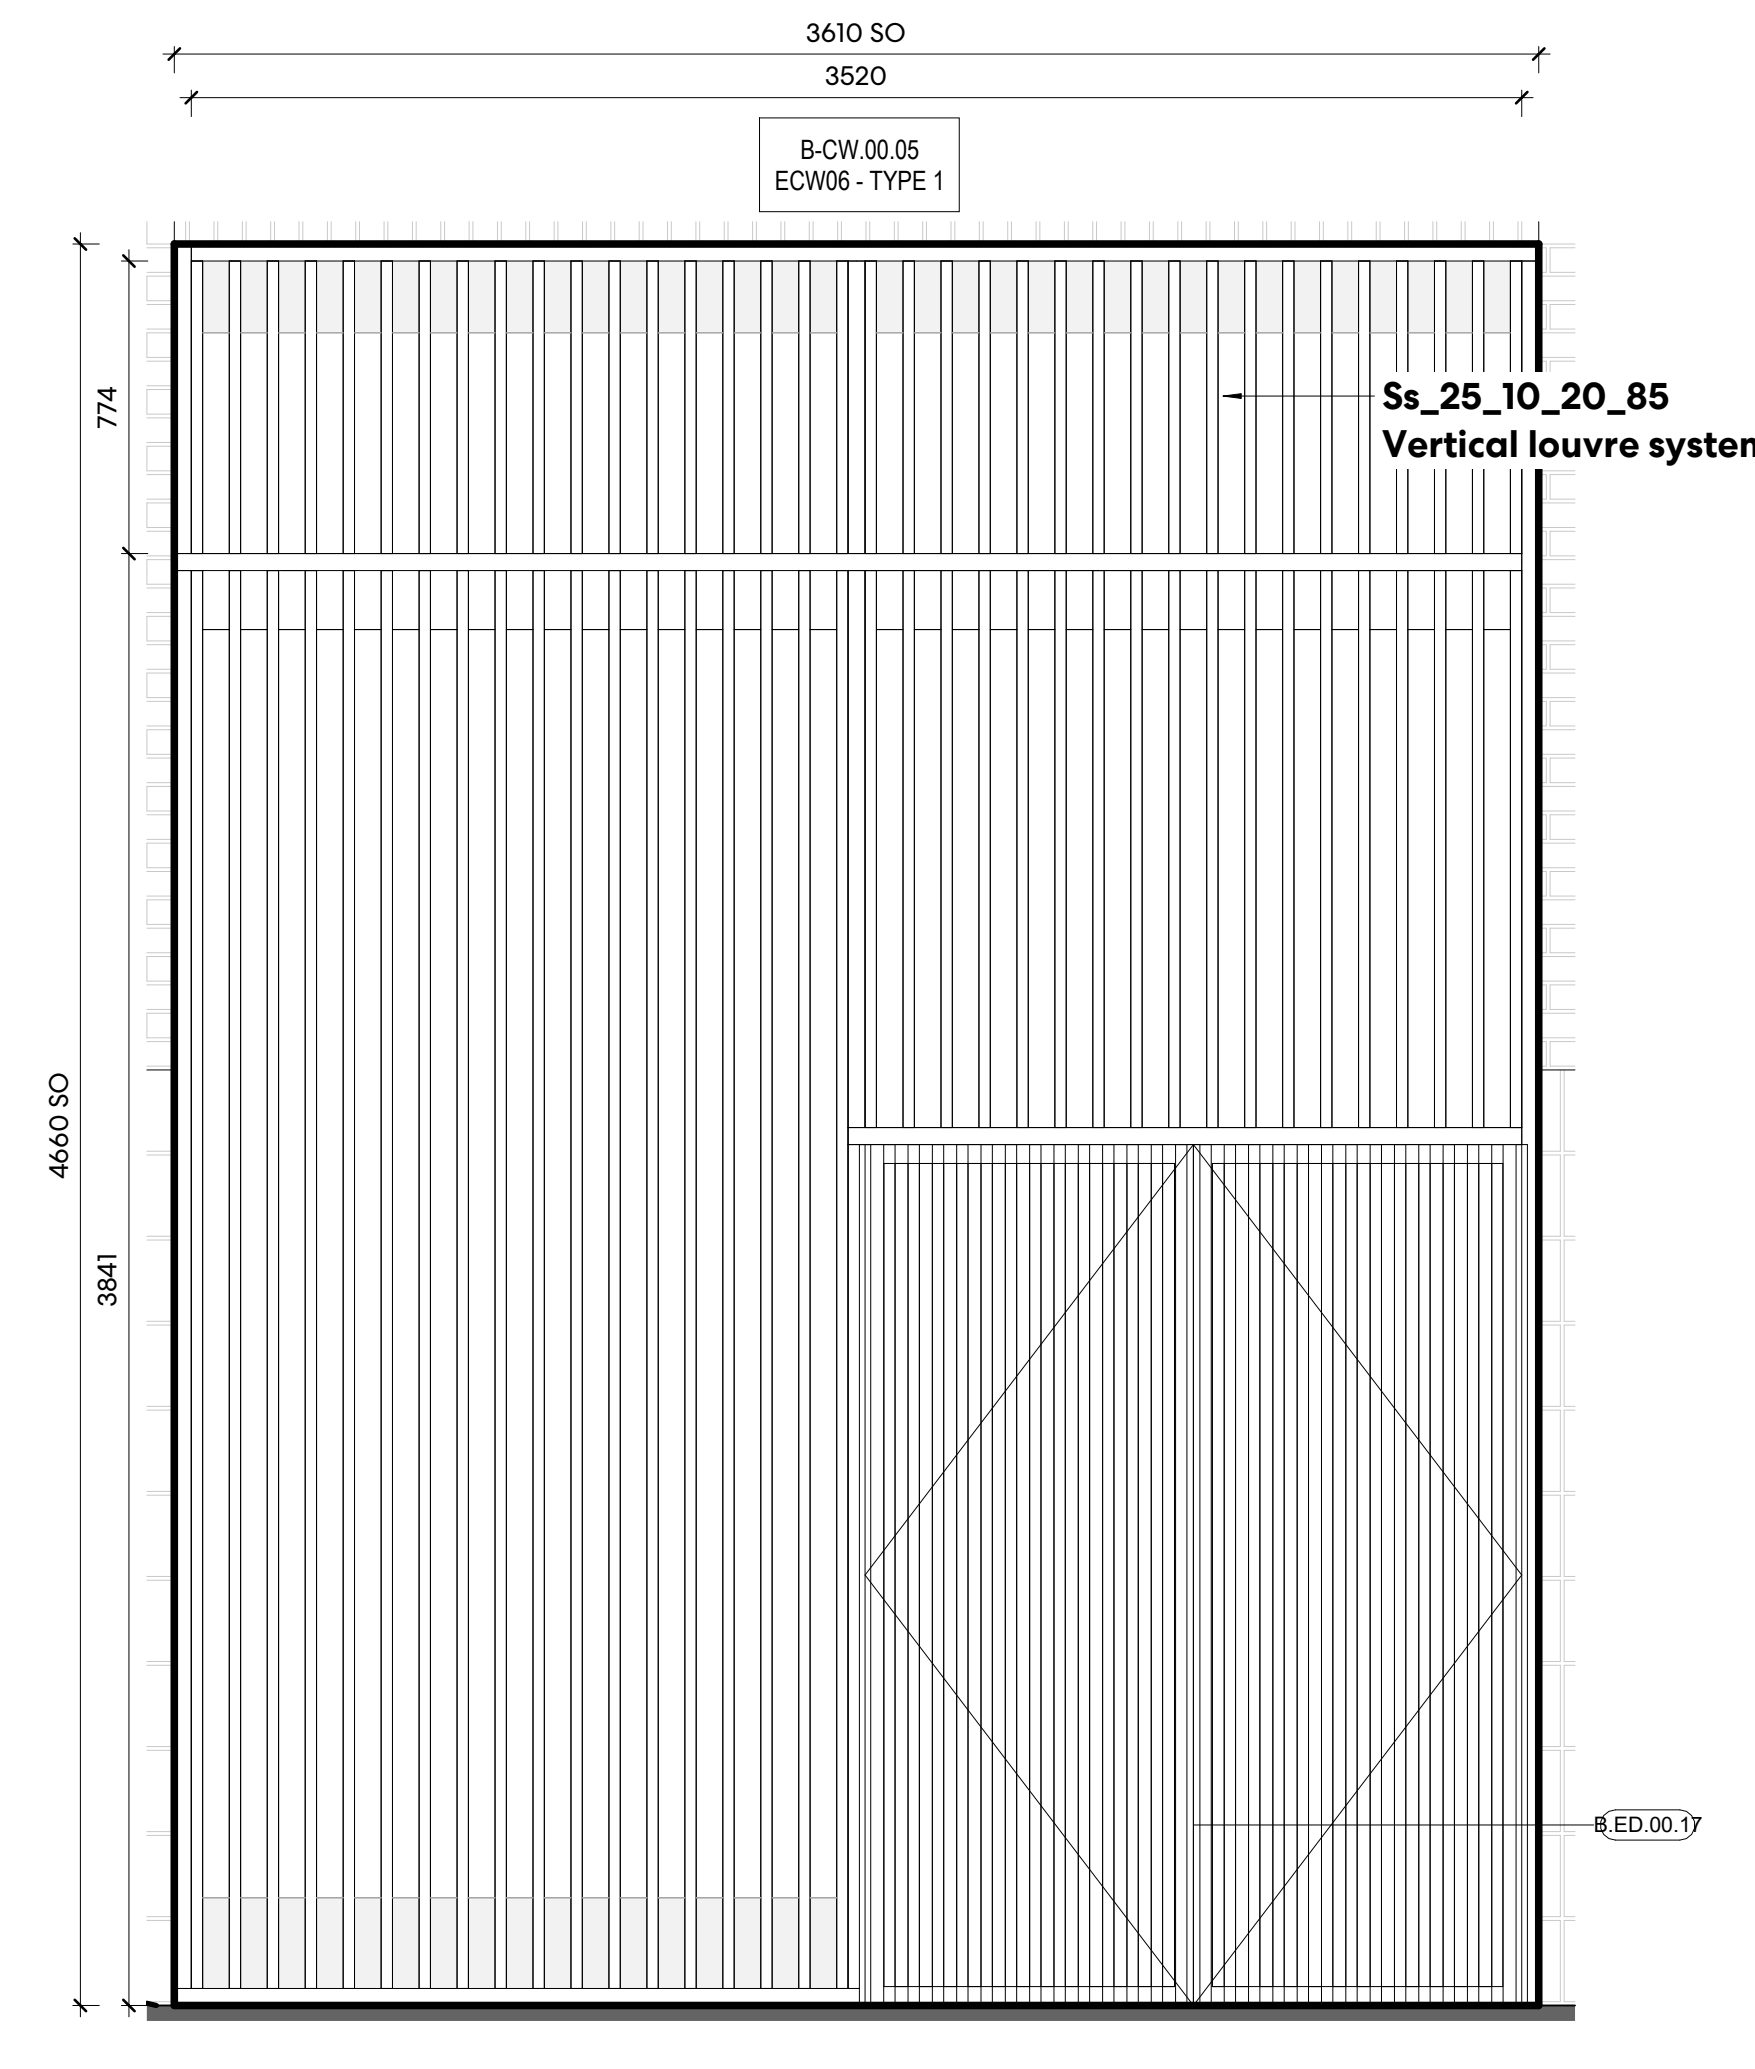 3610 SO
3520
B-CW.00.05
ECW06 - TYPE 1
774
Ss_25_10_20_85
Vertical louvre system
4660 SO
3841
B.ED.00.17